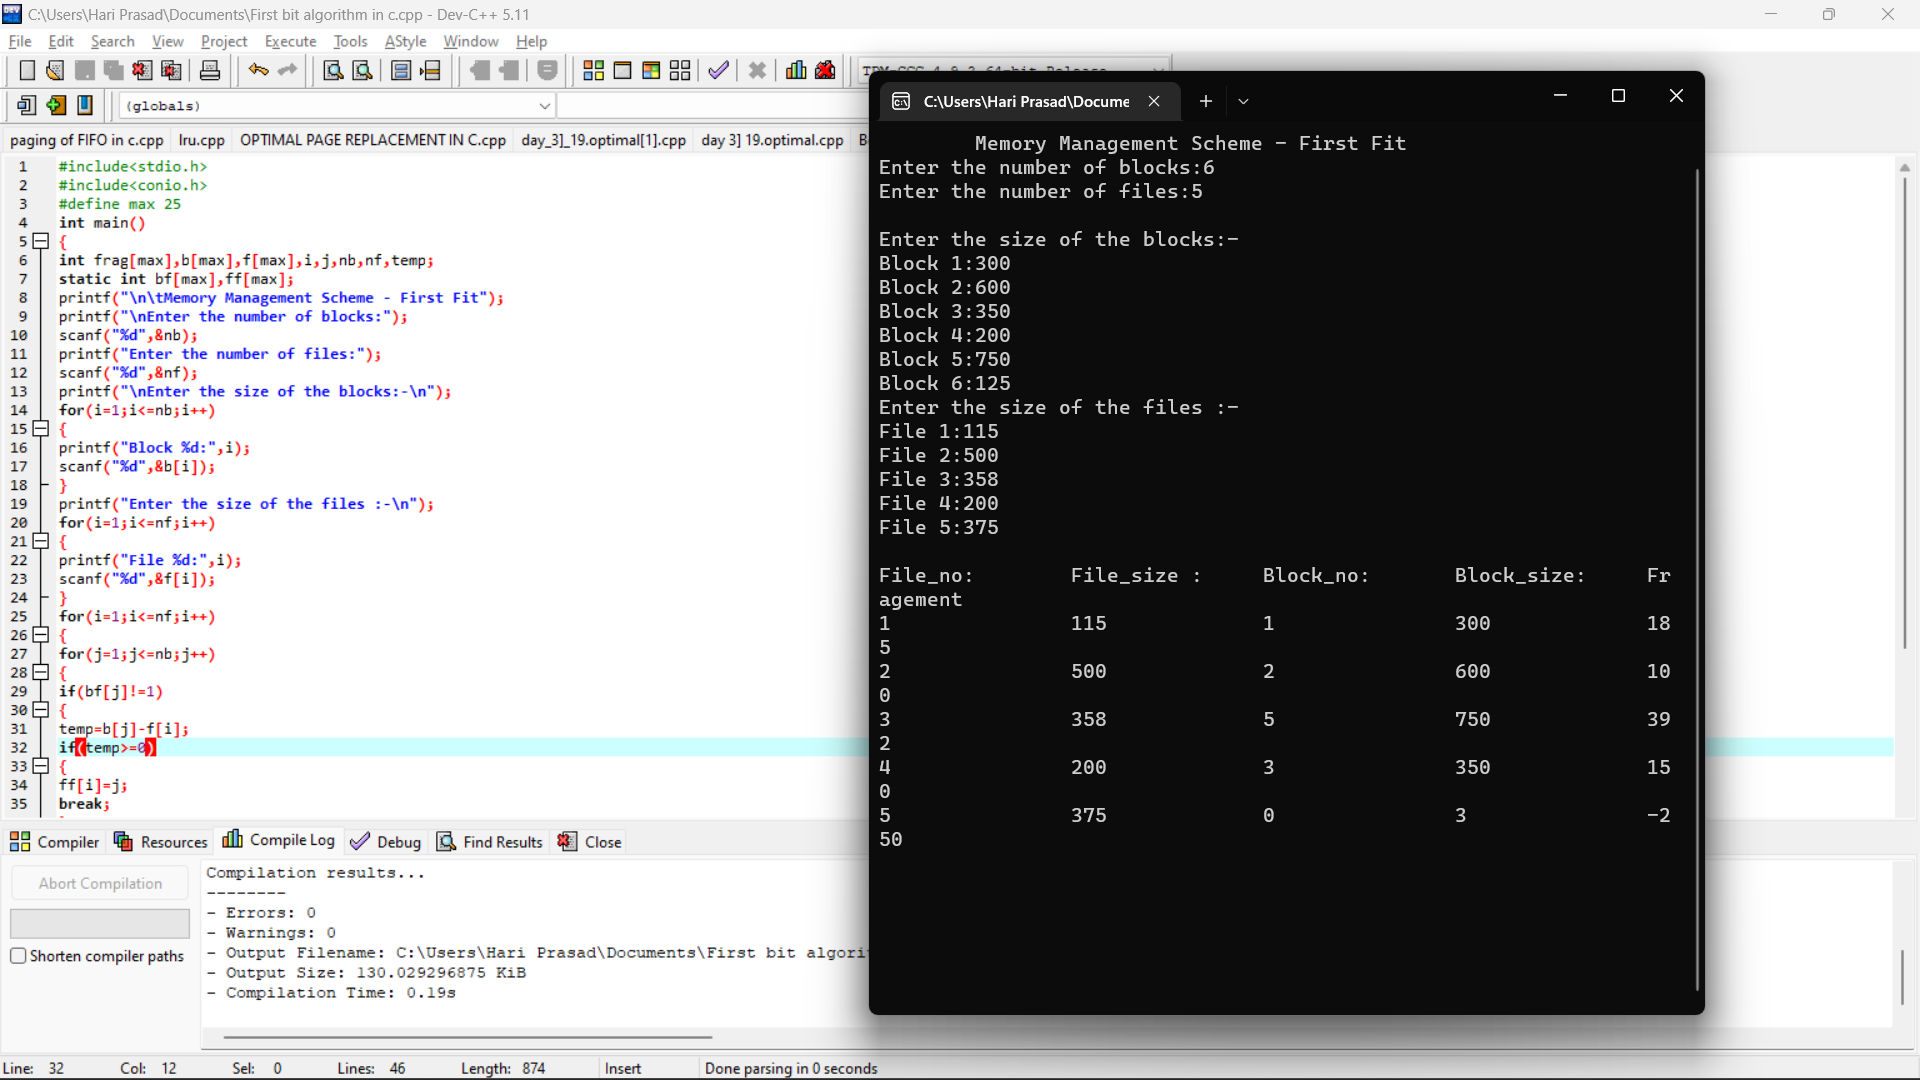 C:\Users\Hari Prasad\Documents\First bit algorithm in c.cpp - Dev-C++ 5.11
File Edit Search View Project Execute Tools AStyle Window Help
(globals)
paging of FIFO in c.cpp lru.cpp OPTIMAL PAGE REPLACEMENT IN C.cpp day_3]_19.optimal[1].cpp day 3] 19.optimal.cpp
1 #include<stdio.h>
2 #include<conio.h>
3 #define max 25
4 int main()
5 {
6 int frag[max],b[max],f[max],i,j,nb,nf,temp;
7 static int bf[max],ff[max];
8 printf("\n\tMemory Management Scheme - First Fit");
9 printf("\nEnter the number of blocks:");
10 scanf("%d",&nb);
11 printf("Enter the number of files:");
12 scanf("%d",&nf);
13 printf("\nEnter the size of the blocks:-\n");
14 for(i=1;i<=nb;i++)
15 {
16 printf("Block %d:",i);
17 scanf("%d",&b[i]);
18 }
19 printf("Enter the size of the files :-\n");
20 for(i=1;i<=nf;i++)
21 {
22 printf("File %d:",i);
23 scanf("%d",&f[i]);
24 }
25 for(i=1;i<=nf;i++)
26 {
27 for(j=1;j<=nb;j++)
28 {
29 if(bf[j]!=1)
30 {
31 temp=b[j]-f[i];
32 if(temp>=0)
33 {
34 ff[i]=j;
35 break;
Compiler Resources Compile Log Debug Find Results Close
Abort Compilation
Shorten compiler paths
Compilation results...
--------
- Errors: 0
- Warnings: 0
- Output Filename: C:\Users\Hari Prasad\Documents\First bit algori
- Output Size: 130.029296875 KiB
- Compilation Time: 0.19s
Line: 32 Col: 12 Sel: 0 Lines: 46 Length: 874 Insert Done parsing in 0 seconds
C:\Users\Hari Prasad\Docume
Memory Management Scheme - First Fit
Enter the number of blocks:6
Enter the number of files:5
Enter the size of the blocks:-
Block 1:300
Block 2:600
Block 3:350
Block 4:200
Block 5:750
Block 6:125
Enter the size of the files :-
File 1:115
File 2:500
File 3:358
File 4:200
File 5:375
File_no: File_size : Block_no: Block_size: Fr
agement
1 115 1 300 18
5
2 500 2 600 10
0
3 358 5 750 39
2
4 200 3 350 15
0
5 375 0 3 -2
50